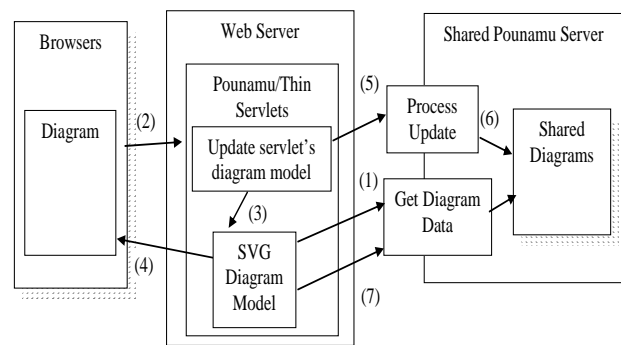 Browsers
Diagram
(2)
(4)
Web Server
Pounamu/Thin
Servlets
Update servlet's
diagram model
(3)
SVG
Diagram
Model
(5)
(1)
(7)
Shared Pounamu Server
Process
Update
(6)
Get Diagram
Data
Shared
Diagrams